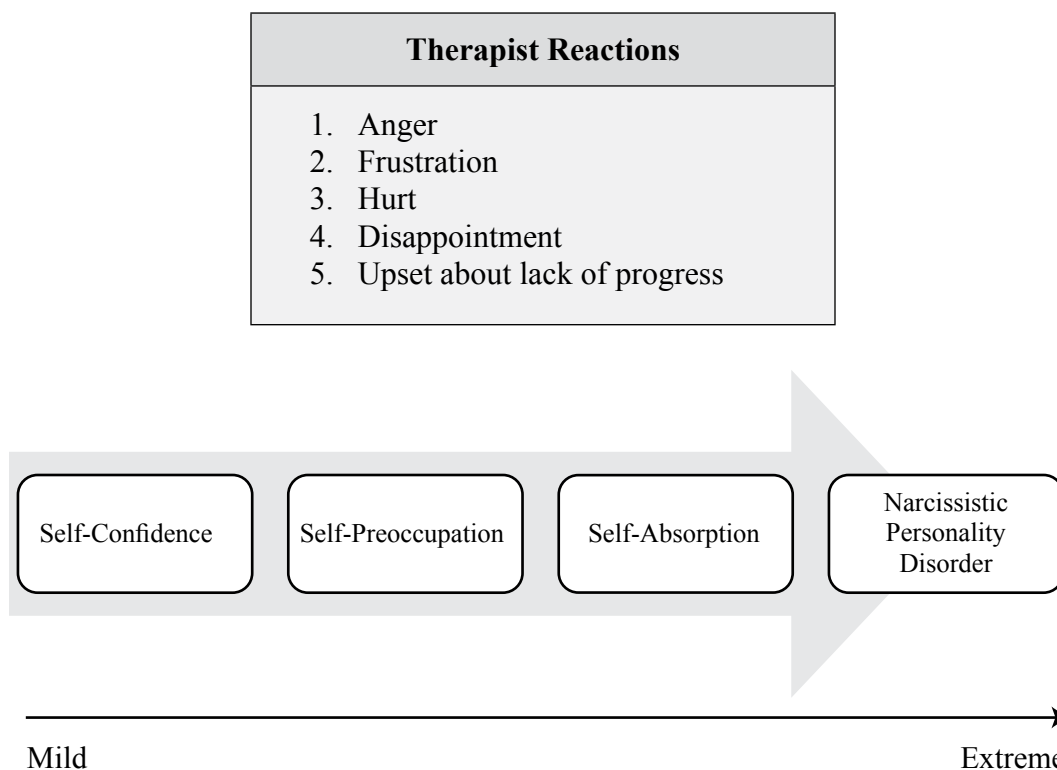 Therapist Reactions
1. Anger
2. Frustration
3. Hurt
4. Disappointment
5. Upset about lack of progress
Self-Confidence
Self-Preoccupation
Self-Absorption
Narcissistic
Personality
Disorder
Mild
Extreme